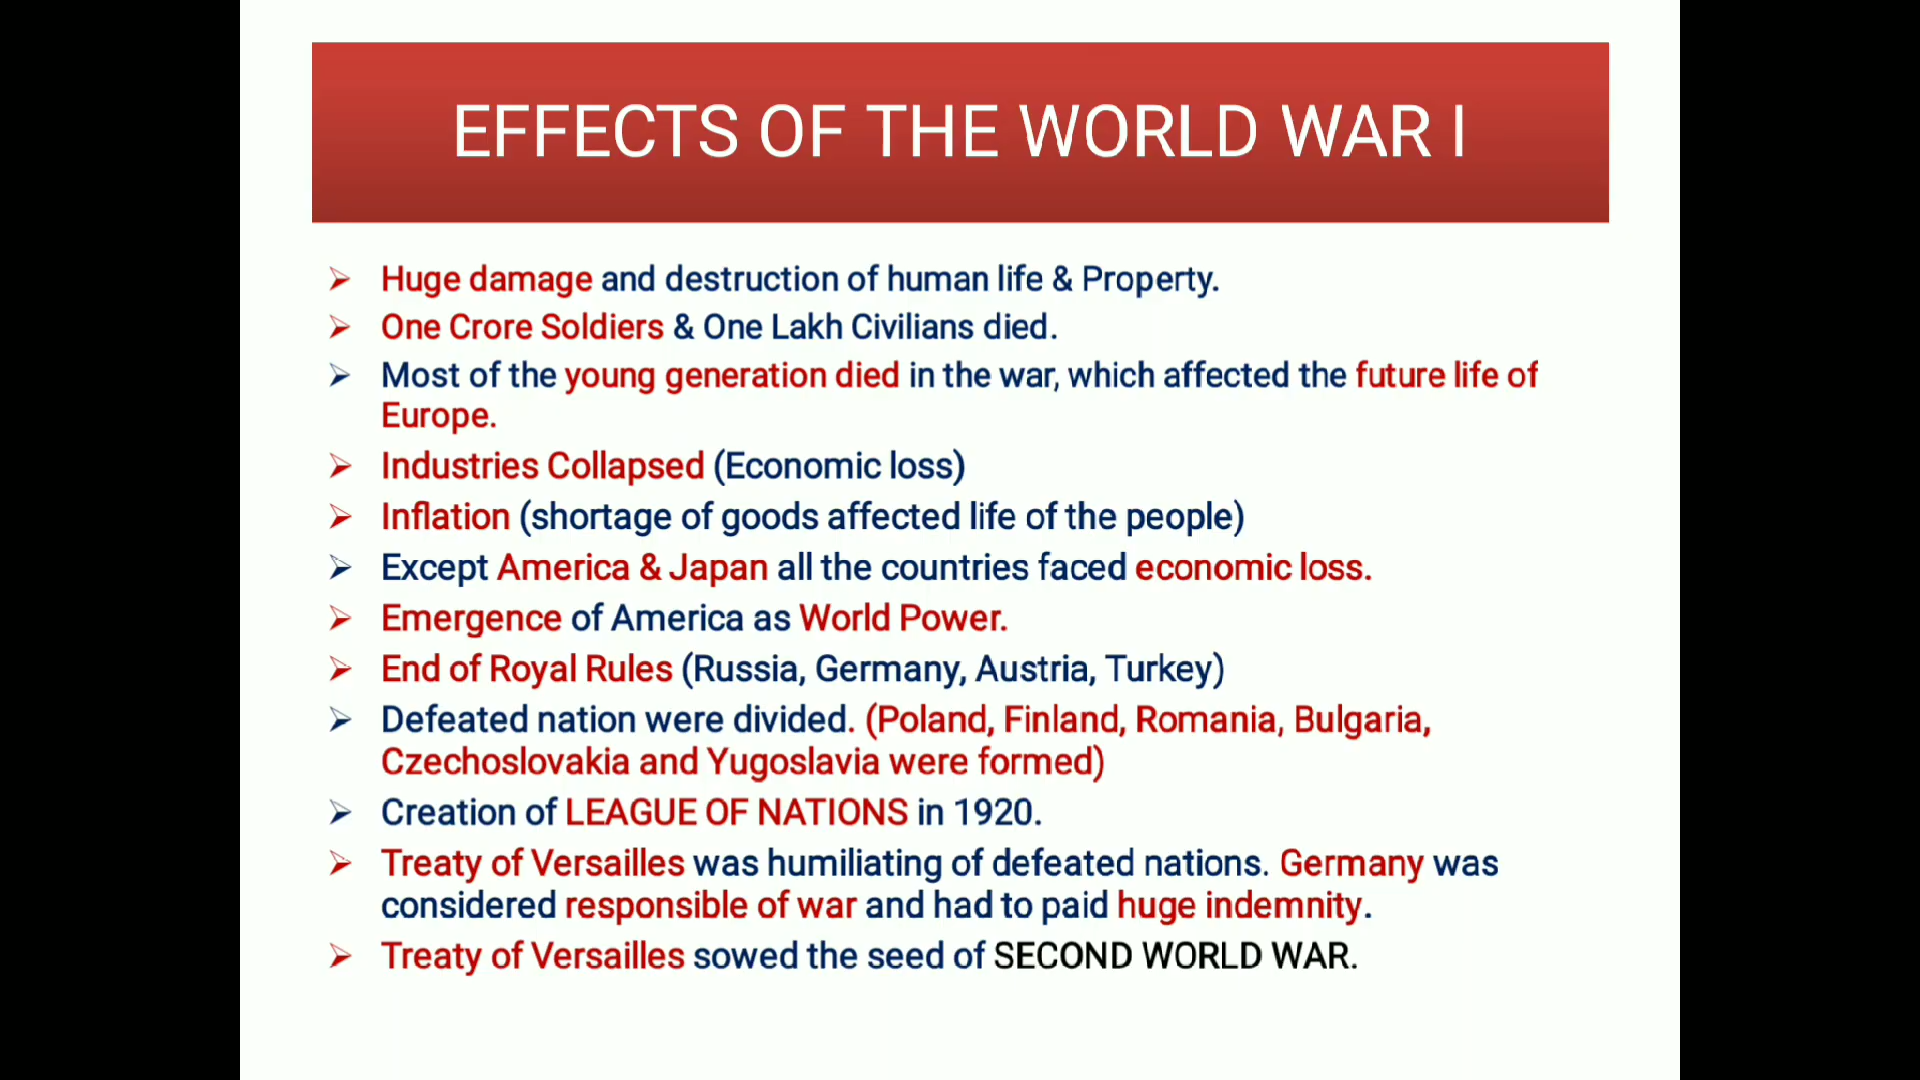 EFFECTS OF THE WORLD WAR I
➢ Huge damage and destruction of human life & Property.
➢ One Crore Soldiers & One Lakh Civilians died.
➢ Most of the young generation died in the war, which affected the future life of
Europe.
➢ Industries Collapsed (Economic loss)
➢ Inflation (shortage of goods affected life of the people)
➢ Except America & Japan all the countries faced economic loss.
➢ Emergence of America as World Power.
➢ End of Royal Rules (Russia, Germany, Austria, Turkey)
➢ Defeated nation were divided. (Poland, Finland, Romania, Bulgaria,
Czechoslovakia and Yugoslavia were formed)
➢ Creation of LEAGUE OF NATIONS in 1920.
➢ Treaty of Versailles was humiliating of defeated nations. Germany was
considered responsible of war and had to paid huge indemnity.
➢ Treaty of Versailles sowed the seed of SECOND WORLD WAR.